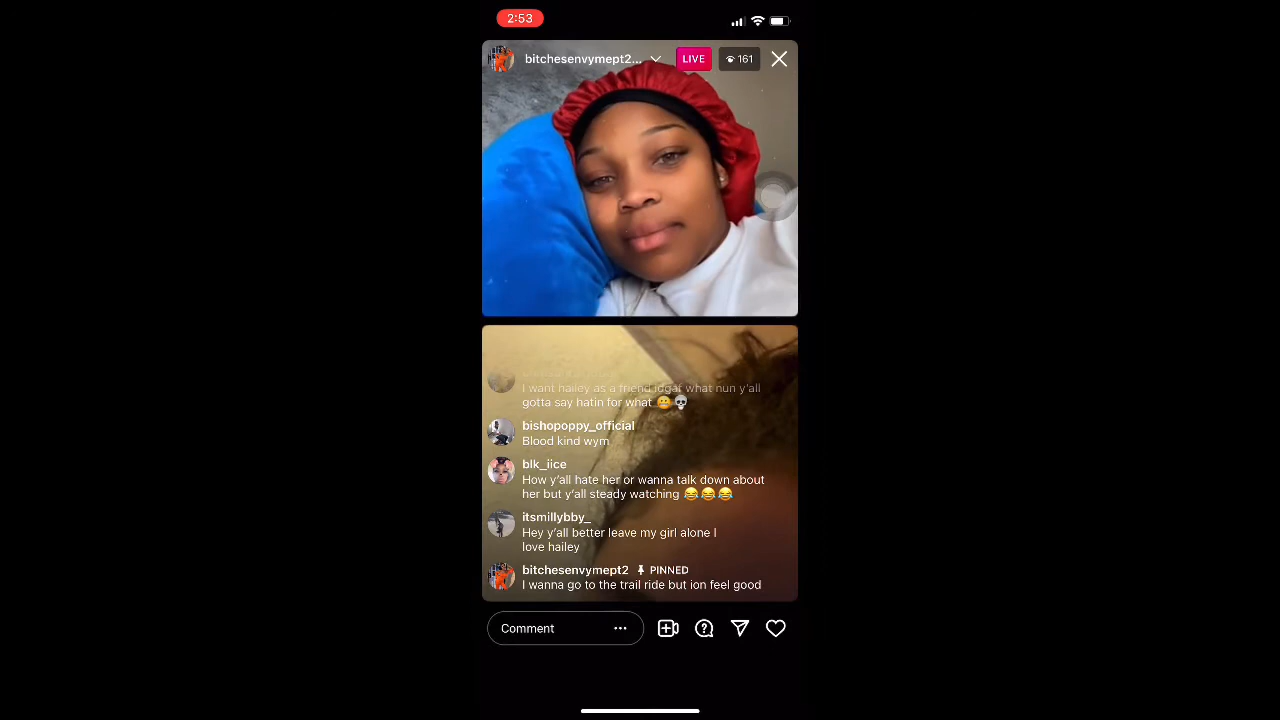 2:53
bitchesenvymept2...
LIVE
161
I want hailey as a friend idgaf what nun y'all
gotta say hatin for what 😬💀
bishopoppy_official
Blood kind wym
blk_iice
How y'all hate her or wanna talk down about
her but y'all steady watching 😂😂😂
itsmillybby_
Hey y'all better leave my girl alone I
love hailey
bitchesenvymept2 PINNED
I wanna go to the trail ride but ion feel good
Comment